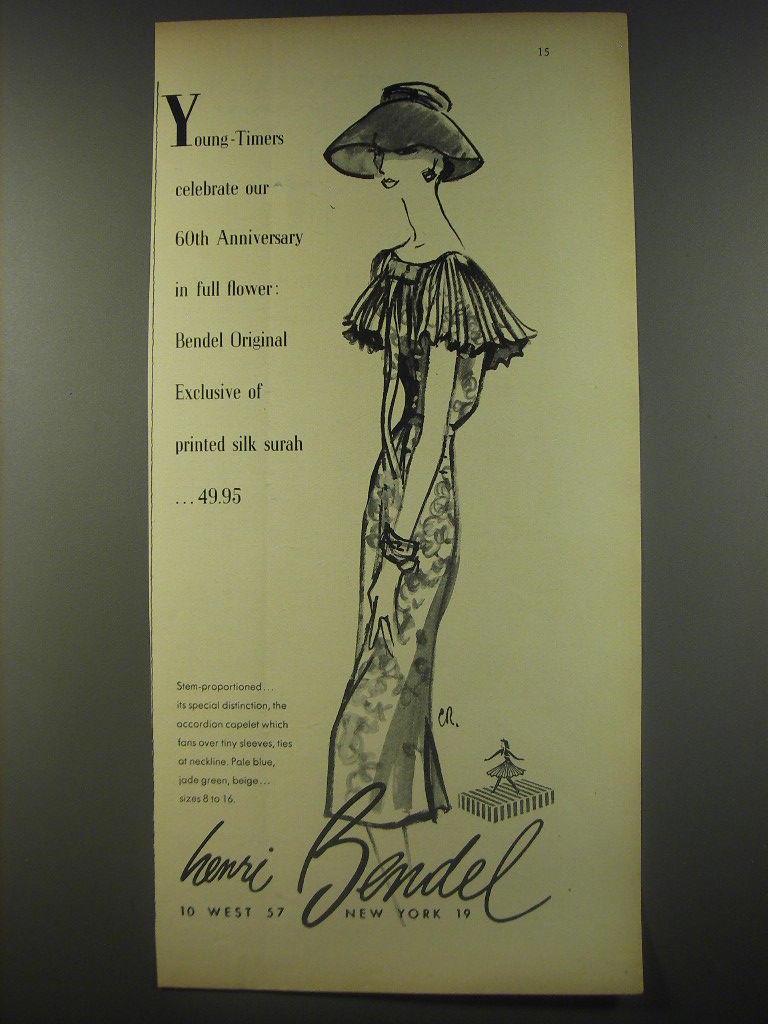 15
Young-Timers
celebrate our
60th Anniversary
in full flower:
Bendel Original
Exclusive of
printed silk surah
...49.95
Stem-proportioned...
its special distinction, the
accordion capelet which
fans over tiny sleeves, ties
at neckline. Pale blue,
jade green, beige...
sizes 8 to 16.
CR.
henri Bendel
10 WEST 57 NEW YORK 19